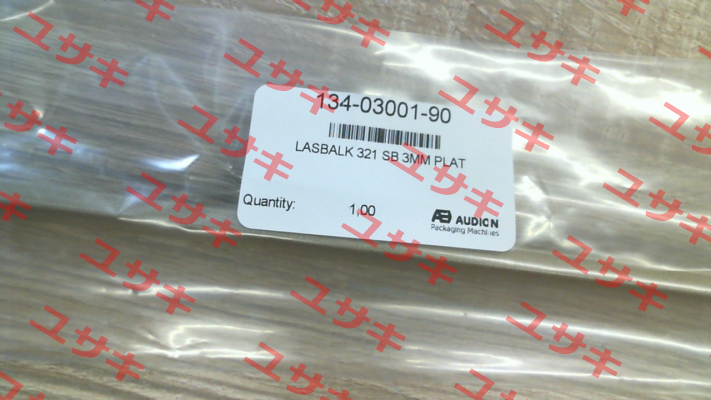 134-03001-90
LASBALK 321 SB 3MM PLAT
Quantity: 1,00
AUDION
Packaging Machines
ユサキ